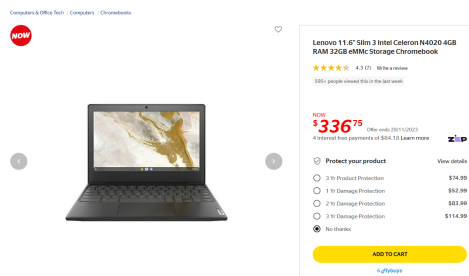 Computers & Office Tech | Computers | Chromebooks
NOW
Lenovo 11.6" Slim 3 Intel Celeron N4020 4GB
RAM 32GB eMMc Storage Chromebook
4.3 (7) Write a review
595+ people viewed this in the last week
NOW
$336.75
Offer ends 28/11/2023
4 interest free payments of $84.18 Learn more
zip
Protect your product View details
3 Yr Product Protection $74.99
1 Yr Damage Protection $52.99
2 Yr Damage Protection $83.99
3 Yr Damage Protection $114.99
No thanks
ADD TO CART
flybuys